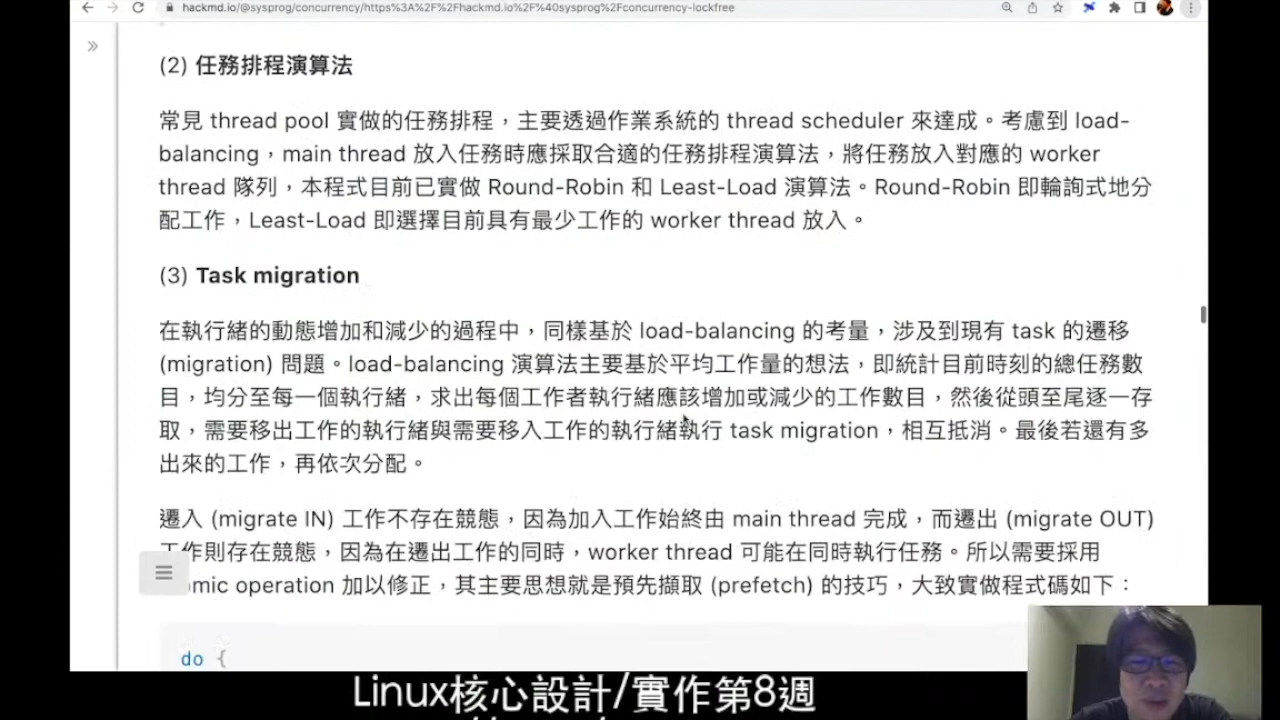 hackmd.io/@sysprog/concurrency/https%3A%2F%2Fhackmd.io%2F%40sysprog%2Fconcurrency-lockfree
(2) 任務排程演算法
常見 thread pool 實做的任務排程，主要透過作業系統的 thread scheduler 來達成。考慮到 load-
balancing，main thread 放入任務時應採取合適的任務排程演算法，將任務放入對應的 worker
thread 隊列，本程式目前已實做 Round-Robin 和 Least-Load 演算法。Round-Robin 即輪詢式地分
配工作，Least-Load 即選擇目前具有最少工作的 worker thread 放入。
(3) Task migration
在執行緒的動態增加和減少的過程中，同樣基於 load-balancing 的考量，涉及到現有 task 的遷移
(migration) 問題。load-balancing 演算法主要基於平均工作量的想法，即統計目前時刻的總任務數
目，均分至每一個執行緒，求出每個工作者執行緒應該增加或減少的工作數目，然後從頭至尾逐一存
取，需要移出工作的執行緒與需要移入工作的執行緒執行 task migration，相互抵消。最後若還有多
出來的工作，再依次分配。
遷入 (migrate IN) 工作不存在競態，因為加入工作始終由 main thread 完成，而遷出 (migrate OUT)
工作則存在競態，因為在遷出工作的同時，worker thread 可能在同時執行任務。所以需要採用
omic operation 加以修正，其主要思想就是預先擷取 (prefetch) 的技巧，大致實做程式碼如下：
do {
Linux核心設計/實作第8週